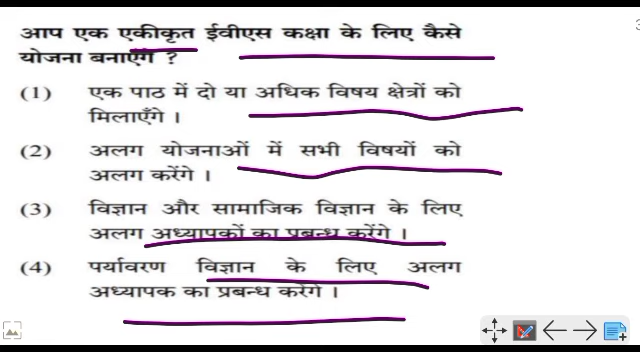 आप एक एकीकृत ईवीएस कक्षा के लिए कैसे
योजना बनाएंगे ?
(1) एक पाठ में दो या अधिक विषय क्षेत्रों को
मिलाएँगे ।
(2) अलग योजनाओं में सभी विषयों को
अलग करेंगे ।
(3) विज्ञान और सामाजिक विज्ञान के लिए
अलग अध्यापकों का प्रबन्ध करेंगे ।
(4) पर्यावरण विज्ञान के लिए अलग
अध्यापक का प्रबन्ध करेंगे ।